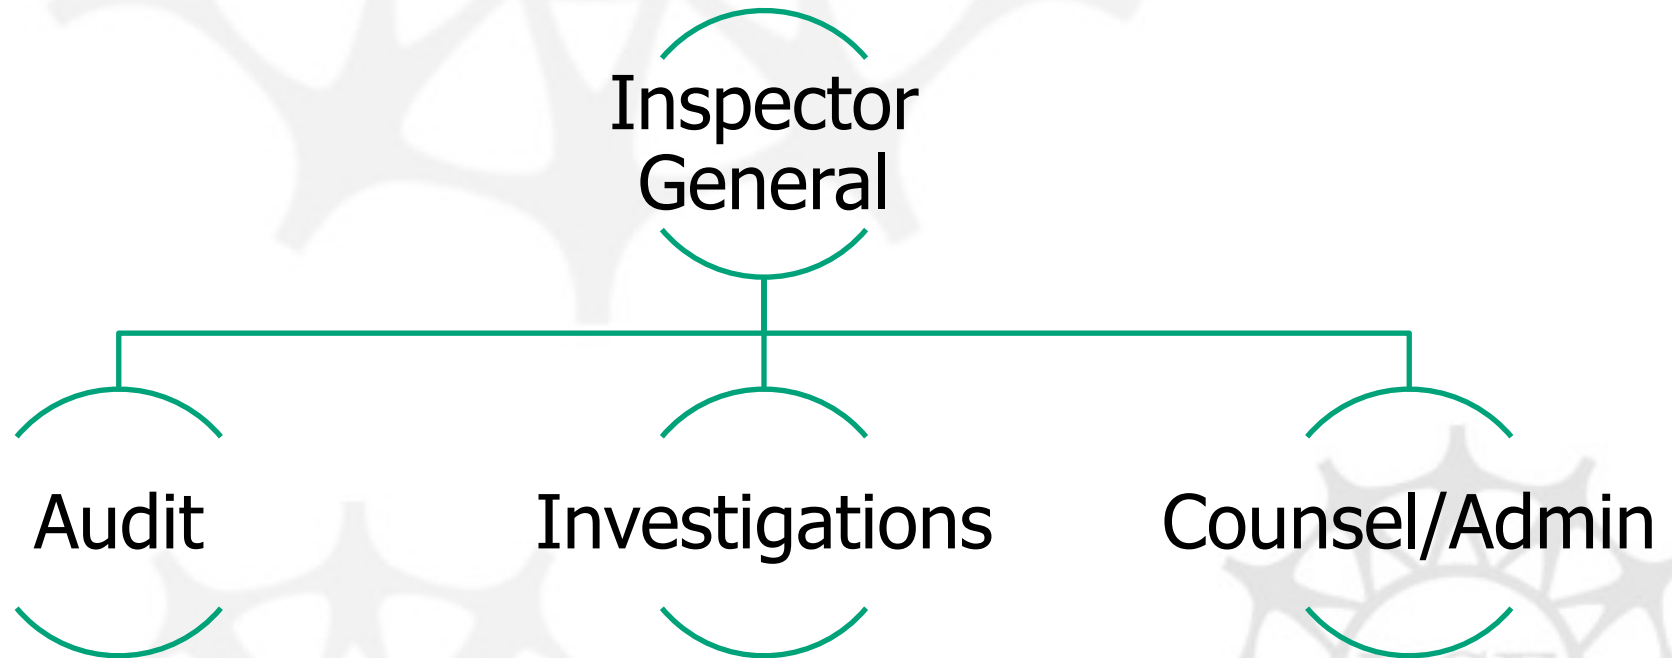 Inspector
General
Audit
Investigations
Counsel/Admin